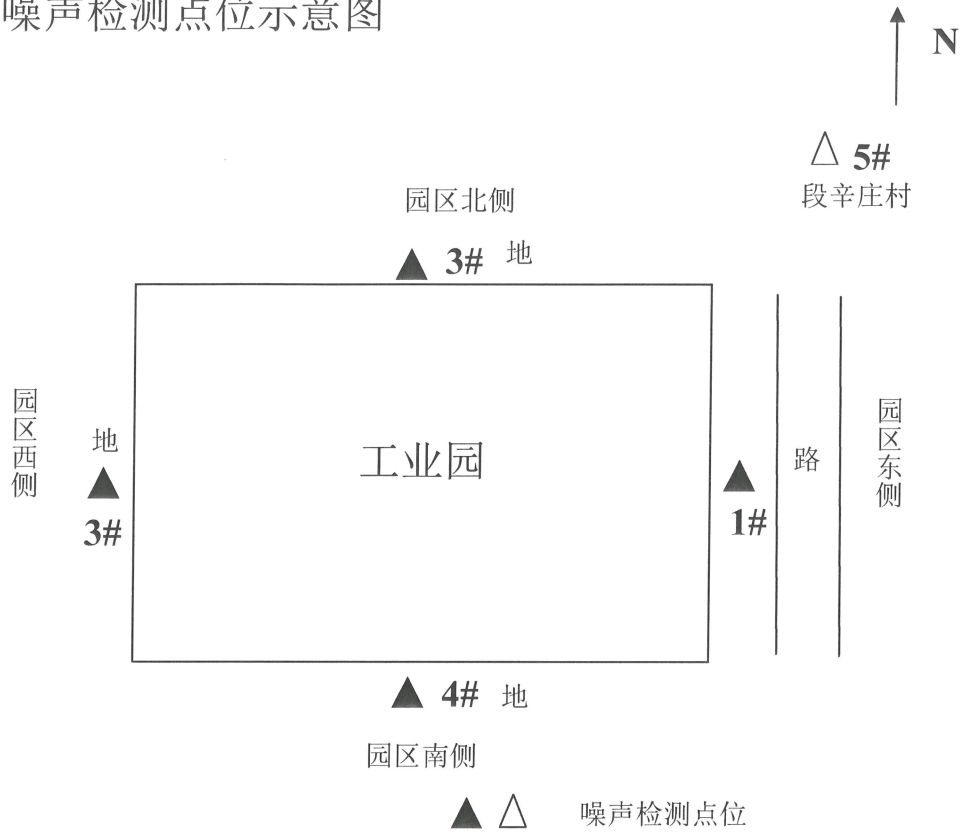 噪声检测点位示意图
N
5#
段辛庄村
园区北侧
3# 地
园区西侧
地
3#
工业园
1#
路
园区东侧
4# 地
园区南侧
噪声检测点位